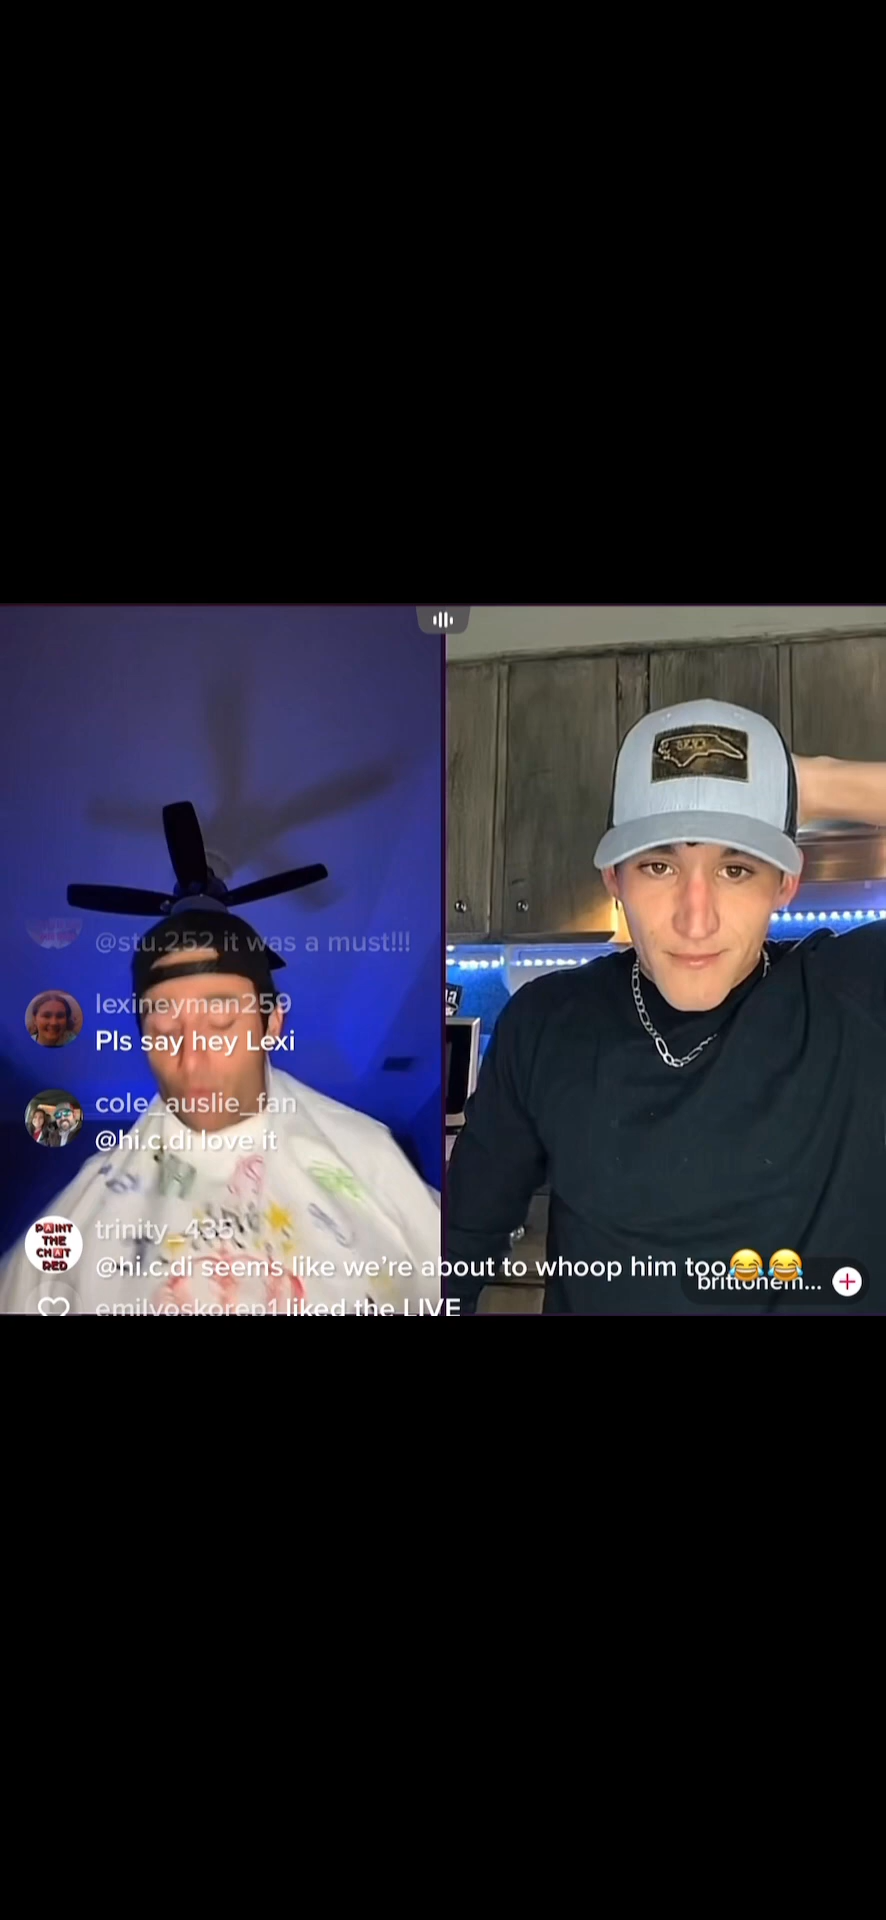 @stu.252 it was a must!!!
lexineyman259
Pls say hey Lexi
cole_auslie_fan
@hi.c.di love it
trinity_435
@hi.c.di seems like we’re about to whoop him too😂😂
brittonem...
emilyoskorep1 liked the LIVE
PAINT
THE
CHAT
RED